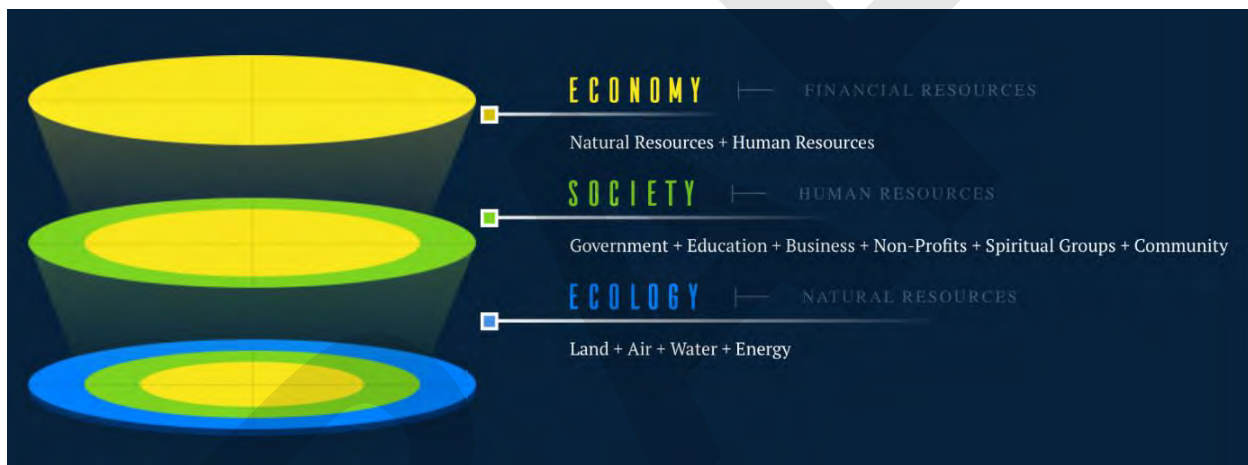 ECONOMY FINANCIAL RESOURCES
Natural Resources + Human Resources
SOCIETY HUMAN RESOURCES
Government + Education + Business + Non-Profits + Spiritual Groups + Community
ECOLOGY NATURAL RESOURCES
Land + Air + Water + Energy